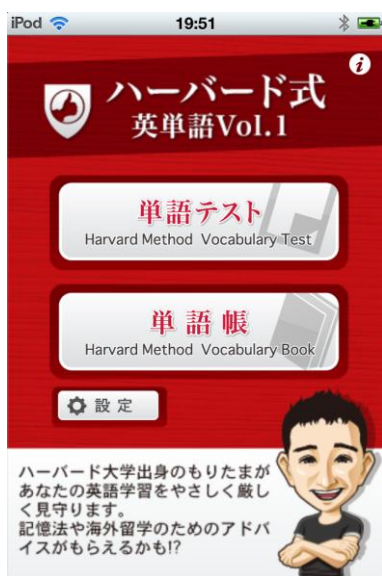 iPod 19:51
i
ハーバード式
英単語Vol.1
単語テスト
Harvard Method Vocabulary Test
単語帳
Harvard Method Vocabulary Book
設定
ハーバード大学出身のもりたまが
あなたの英語学習をやさしく厳し
く見守ります。
記憶法や海外留学のためのアドバ
イスがもらえるかも!?